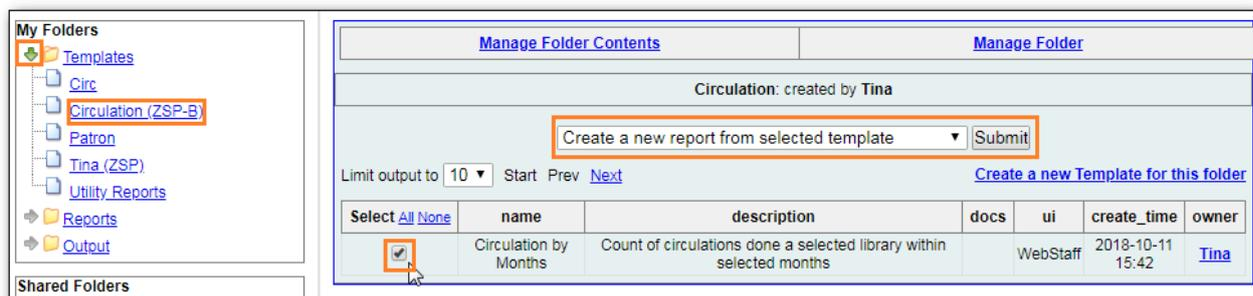 My Folders
Templates
Circ
Circulation (ZSP-B)
Patron
Tina (ZSP)
Utility Reports
Reports
Output
Shared Folders
Manage Folder Contents Manage Folder
Circulation: created by Tina
Create a new report from selected template Submit
Limit output to 10 Start Prev Next Create a new Template for this folder
Select All None name description docs ui create_time owner
Circulation by Count of circulations done a selected library within WebStaff 2018-10-11 Tina
Months selected months 15:42